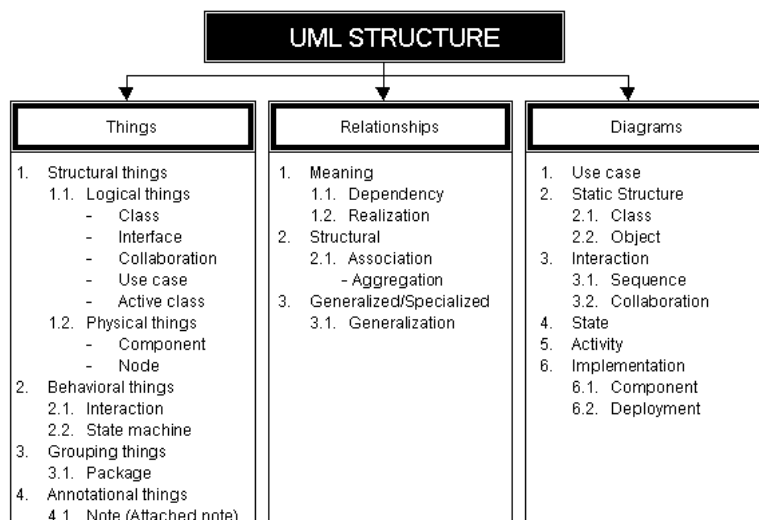 UML STRUCTURE
Things
1. Structural things
1.1. Logical things
- Class
- Interface
- Collaboration
- Use case
- Active class
1.2. Physical things
- Component
- Node
2. Behavioral things
2.1. Interaction
2.2. State machine
3. Grouping things
3.1. Package
4. Annotational things
4.1. Note (Attached note)
Relationships
1. Meaning
1.1. Dependency
1.2. Realization
2. Structural
2.1. Association
- Aggregation
3. Generalized/Specialized
3.1. Generalization
Diagrams
1. Use case
2. Static Structure
2.1. Class
2.2. Object
3. Interaction
3.1. Sequence
3.2. Collaboration
4. State
5. Activity
6. Implementation
6.1. Component
6.2. Deployment